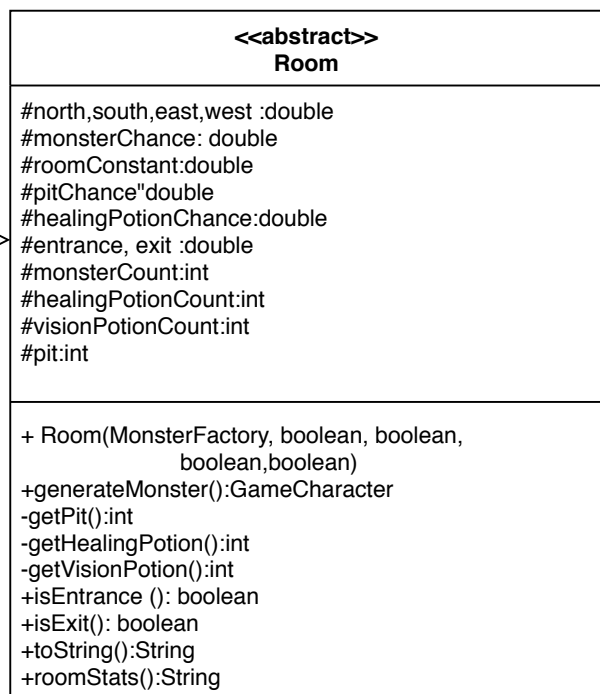 <<abstract>>
Room
#north,south,east,west :double
#monsterChance: double
#roomConstant:double
#pitChance"double
#healingPotionChance:double
#entrance, exit :double
#monsterCount:int
#healingPotionCount:int
#visionPotionCount:int
#pit:int
+ Room(MonsterFactory, boolean, boolean,
boolean,boolean)
+generateMonster():GameCharacter
-getPit():int
-getHealingPotion():int
-getVisionPotion():int
+isEntrance (): boolean
+isExit(): boolean
+toString():String
+roomStats():String